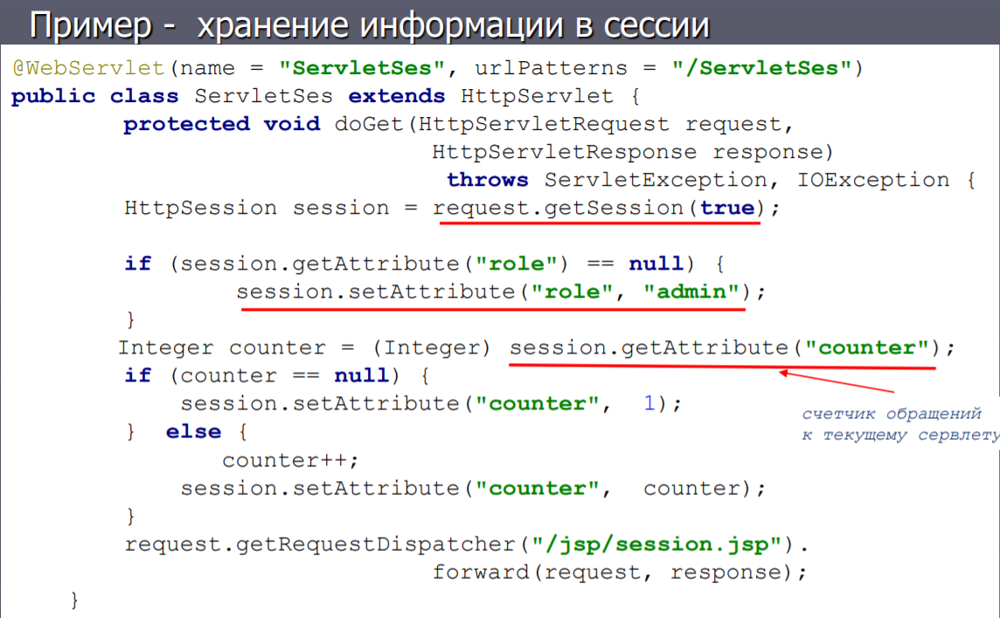 Пример - хранение информации в сессии
@WebServlet(name = "ServletSes", urlPatterns = "/ServletSes")
public class ServletSes extends HttpServlet {
protected void doGet(HttpServletRequest request,
HttpServletResponse response)
throws ServletException, IOException {
HttpSession session = request.getSession(true);
if (session.getAttribute("role") == null) {
session.setAttribute("role", "admin");
}
Integer counter = (Integer) session.getAttribute("counter");
if (counter == null) {
session.setAttribute("counter", 1);
} else {
counter++;
session.setAttribute("counter", counter);
}
request.getRequestDispatcher("/jsp/session.jsp").
forward(request, response);
}
счетчик обращений
к текущему сервлету